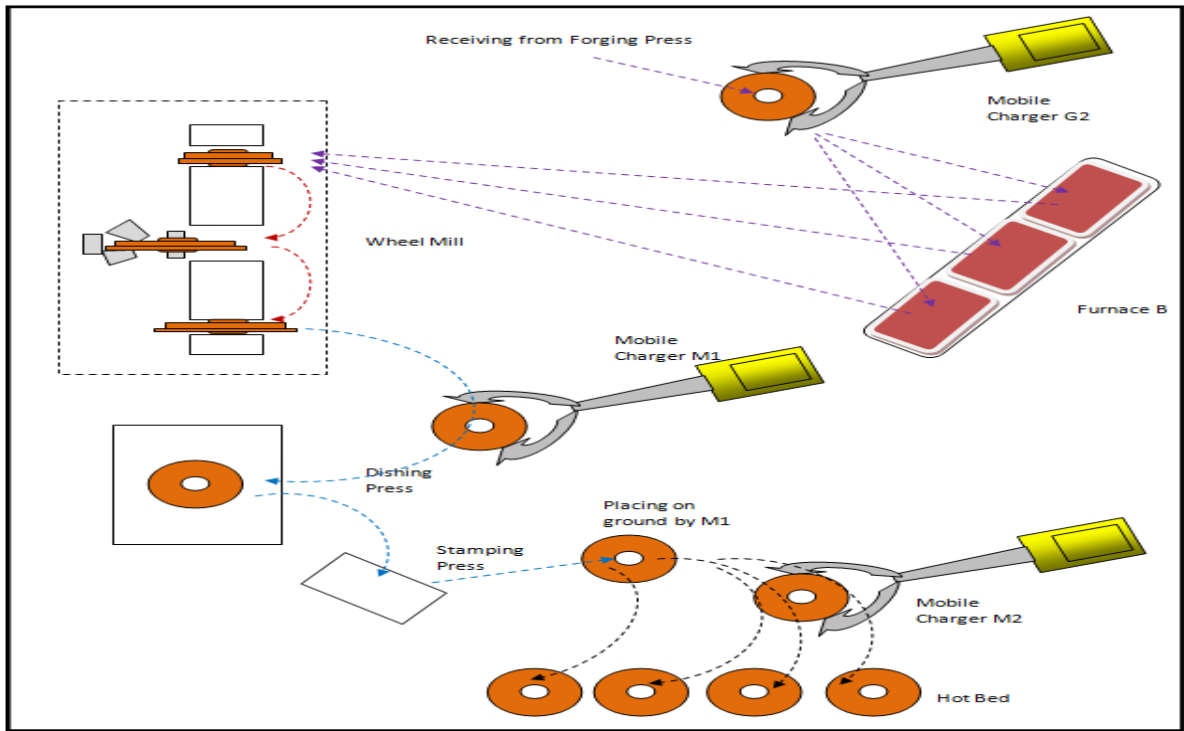 Receiving from Forging Press
Mobile
Charger G2
Wheel Mill
Furnace B
Mobile
Charger M1
Dishing
Press
Placing on
ground by M1
Stamping
Press
Mobile
Charger M2
Hot Bed